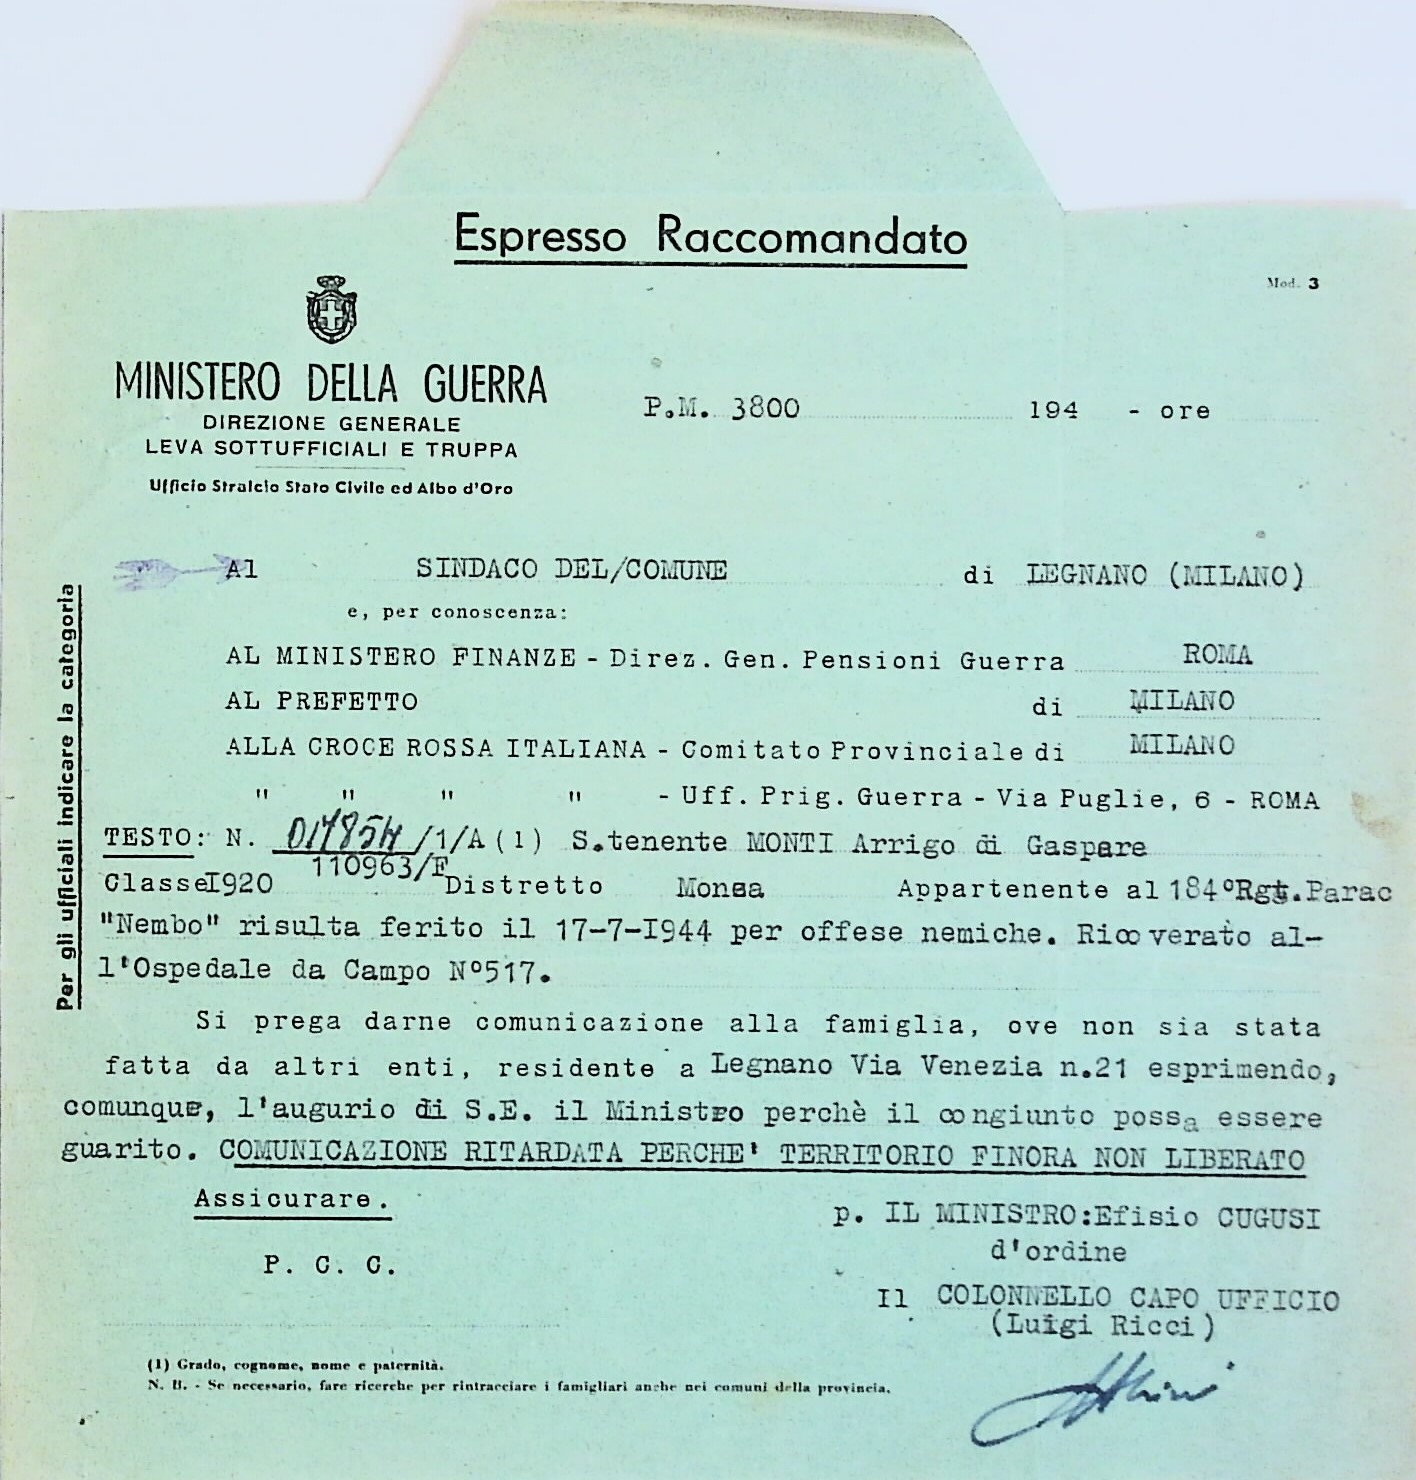 Espresso Raccomandato
Mod. 3
MINISTERO DELLA GUERRA
DIREZIONE GENERALE
LEVA SOTTUFFICIALI E TRUPPA
Ufficio Stralcio Stato Civile ed Albo d'Oro
P.M. 3800 194 - ore
Al SINDACO DEL/COMUNE di LEGNANO (MILANO)
e, per conoscenza:
AL MINISTERO FINANZE - Direz. Gen. Pensioni Guerra ROMA
AL PREFETTO di MILANO
ALLA CROCE ROSSA ITALIANA - Comitato Provinciale di MILANO
" " " " - Uff. Prig. Guerra - Via Puglie, 6 - ROMA
Per gli ufficiali indicare la categoria
TESTO: N. /1/A (1) S.tenente MONTI Arrigo di Gaspare
110963/F
ClasseI920 Distretto Monsa Appartenente al 184°Rgt.Parac
"Nembo" risulta ferito il 17-7-I944 per offese nemiche. Ricoverato al-
l'Ospedale da Campo N°517.
Si prega darne comunicazione alla famiglia, ove non sia stata
fatta da altri enti, residente a Legnano Via Venezia n.21 esprimendo,
comunque, l'augurio di S.E. il Ministro perchè il congiunto possa essere
guarito. COMUNICAZIONE RITARDATA PERCHE' TERRITORIO FINORA NON LIBERATO
Assicurare.
p. IL MINISTRO:Efisio CUGUSI
d'ordine
P. C. C.
Il COLONNELLO CAPO UFFICIO
(Luigi Ricci)
(1) Grado, cognome, nome e paternità.
N. B. - Se necessario, fare ricerche per rintracciare i famigliari anche nei comuni della provincia.